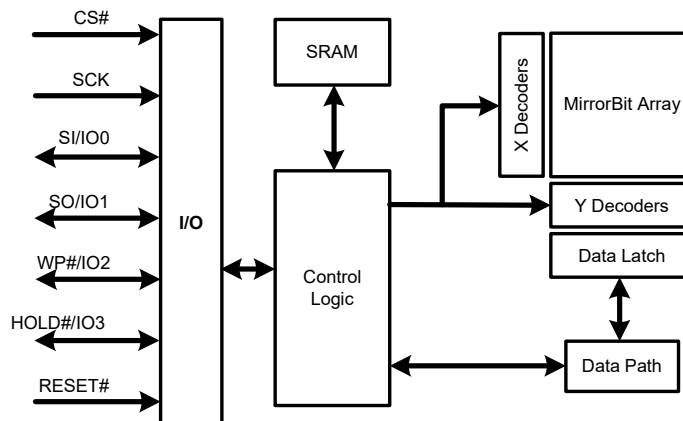 CS#
SCK
SI/IO0
SO/IO1
WP#/IO2
HOLD#/IO3
RESET#
I/O
SRAM
Control
Logic
X Decoders
MirrorBit Array
Y Decoders
Data Latch
Data Path